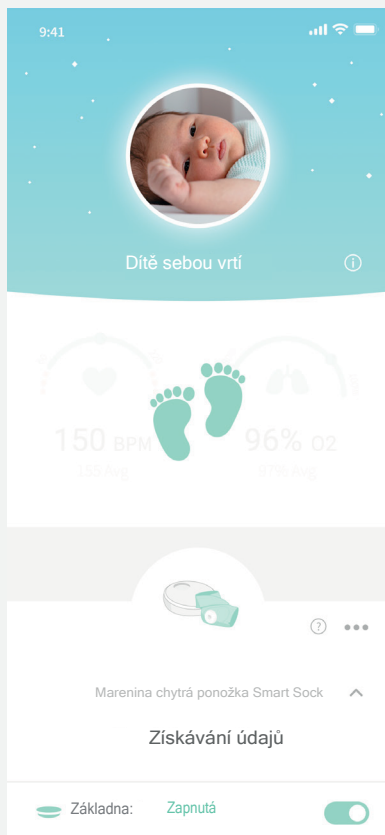 9:41
Dítě sebou vrtí
150 BPM 96% O2
155 Avg 97% Avg
Marenina chytrá ponožka Smart Sock
Získávání údajů
Základna: Zapnutá